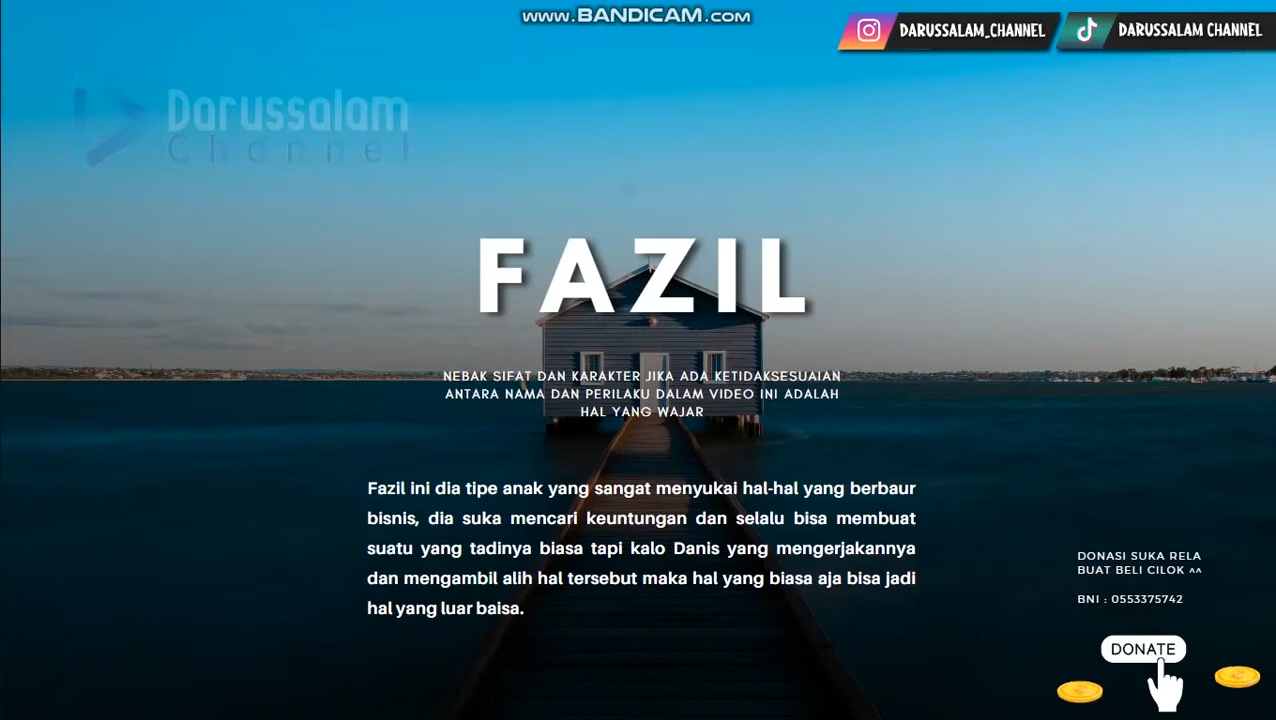 www.BANDICAM.com
DARUSSALAM_CHANNEL
DARUSSALAM CHANNEL
Darussalam
Channel
FAZIL
NEBAK SIFAT DAN KARAKTER JIKA ADA KETIDAKSESUAIAN
ANTARA NAMA DAN PERILAKU DALAM VIDEO INI ADALAH
HAL YANG WAJAR
Fazil ini dia tipe anak yang sangat menyukai hal-hal yang berbaur
bisnis, dia suka mencari keuntungan dan selalu bisa membuat
suatu yang tadinya biasa tapi kalo Danis yang mengerjakannya
dan mengambil alih hal tersebut maka hal yang biasa aja bisa jadi
hal yang luar baisa.
DONASI SUKA RELA
BUAT BELI CILOK ^^
BNI : 0553375742
DONATE